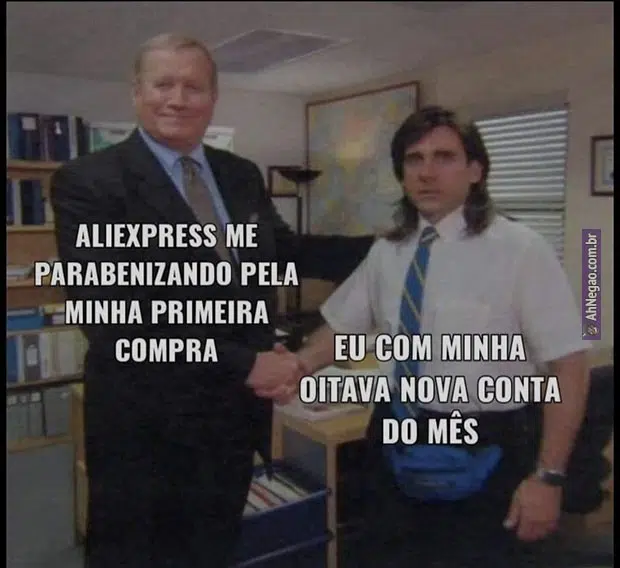 ALIEXPRESS ME
PARABENIZANDO PELA
MINHA PRIMEIRA
COMPRA
EU COM MINHA
OITAVA NOVA CONTA
DO MÊS
AhNegao.com.br